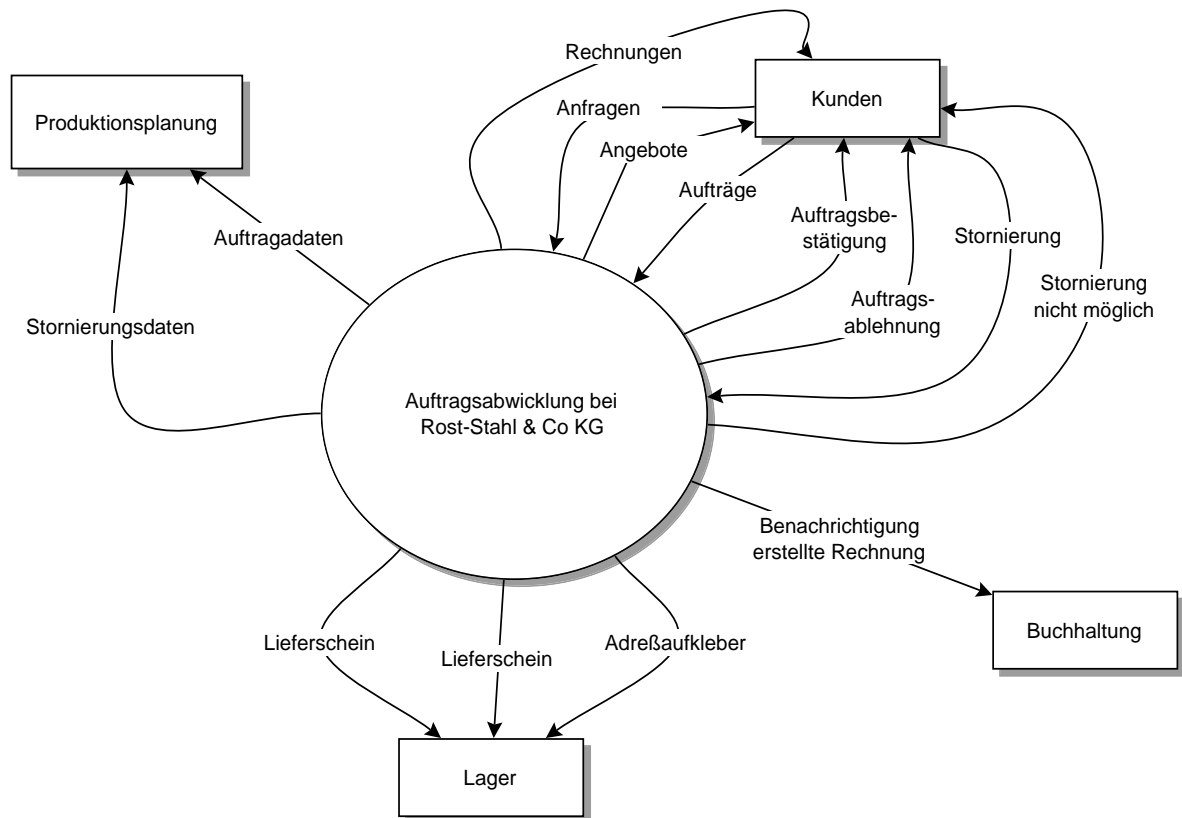 Rechnungen
Kunden
Produktionsplanung
Anfragen
Angebote
Aufträge
Auftragsbe-
stätigung
Stornierung
Auftragadaten
Stornierung
nicht möglich
Auftrags-
ablehnung
Stornierungsdaten
Auftragsabwicklung bei
Rost-Stahl & Co KG
Benachrichtigung
erstellte Rechnung
Buchhaltung
Lieferschein
Lieferschein
Adreßaufkleber
Lager